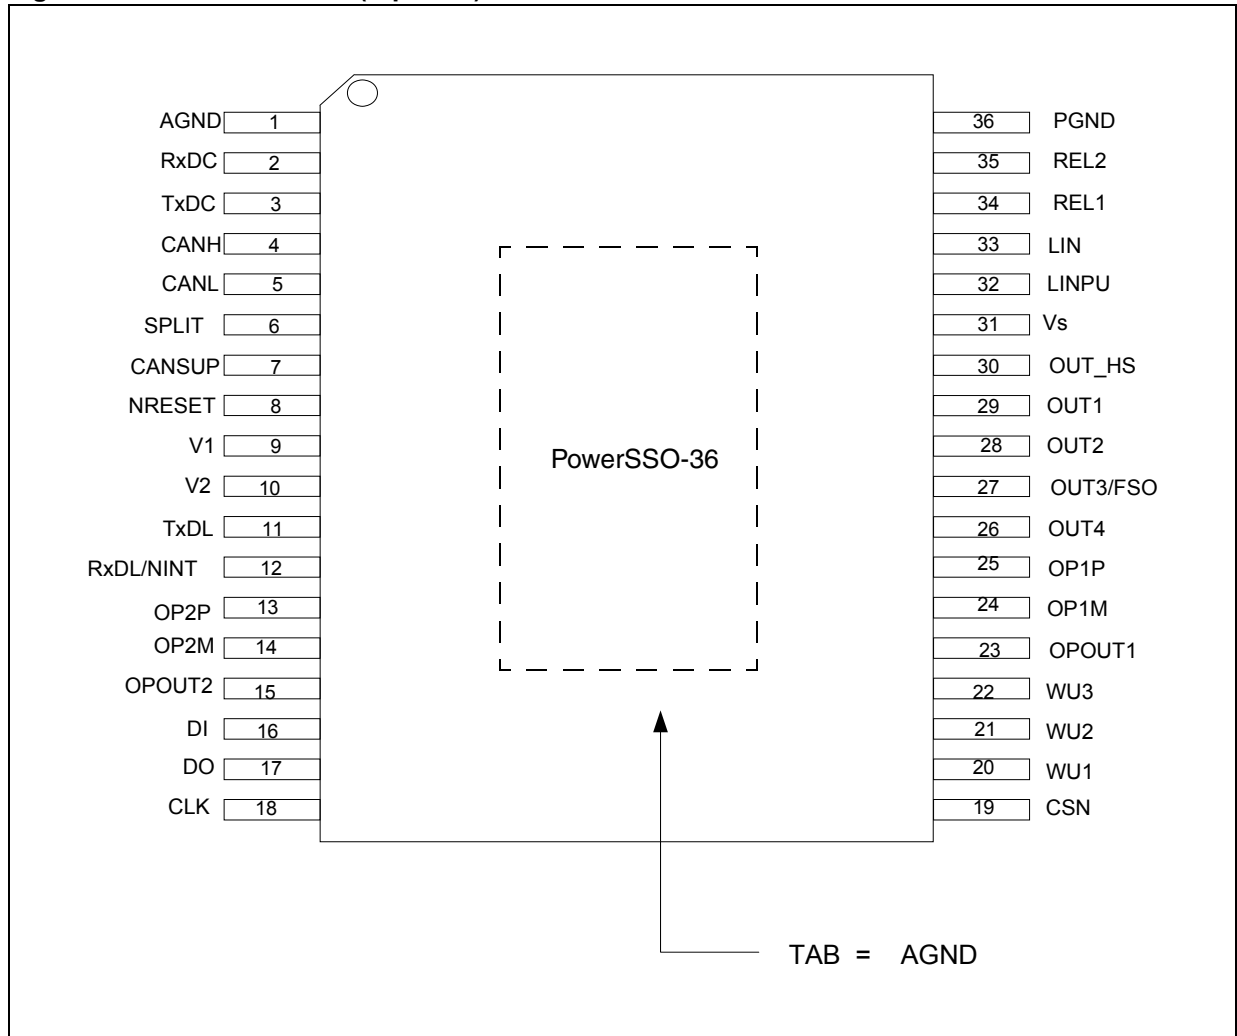 AGND 1
RxDC 2
TxDC 3
CANH 4
CANL 5
SPLIT 6
CANSUP 7
NRESET 8
V1 9
V2 10
TxDL 11
RxDL/NINT 12
OP2P 13
OP2M 14
OPOUT2 15
DI 16
DO 17
CLK 18
PowerSSO-36
36 PGND
35 REL2
34 REL1
33 LIN
32 LINPU
31 Vs
30 OUT_HS
29 OUT1
28 OUT2
27 OUT3/FSO
26 OUT4
25 OP1P
24 OP1M
23 OPOUT1
22 WU3
21 WU2
20 WU1
19 CSN
TAB = AGND